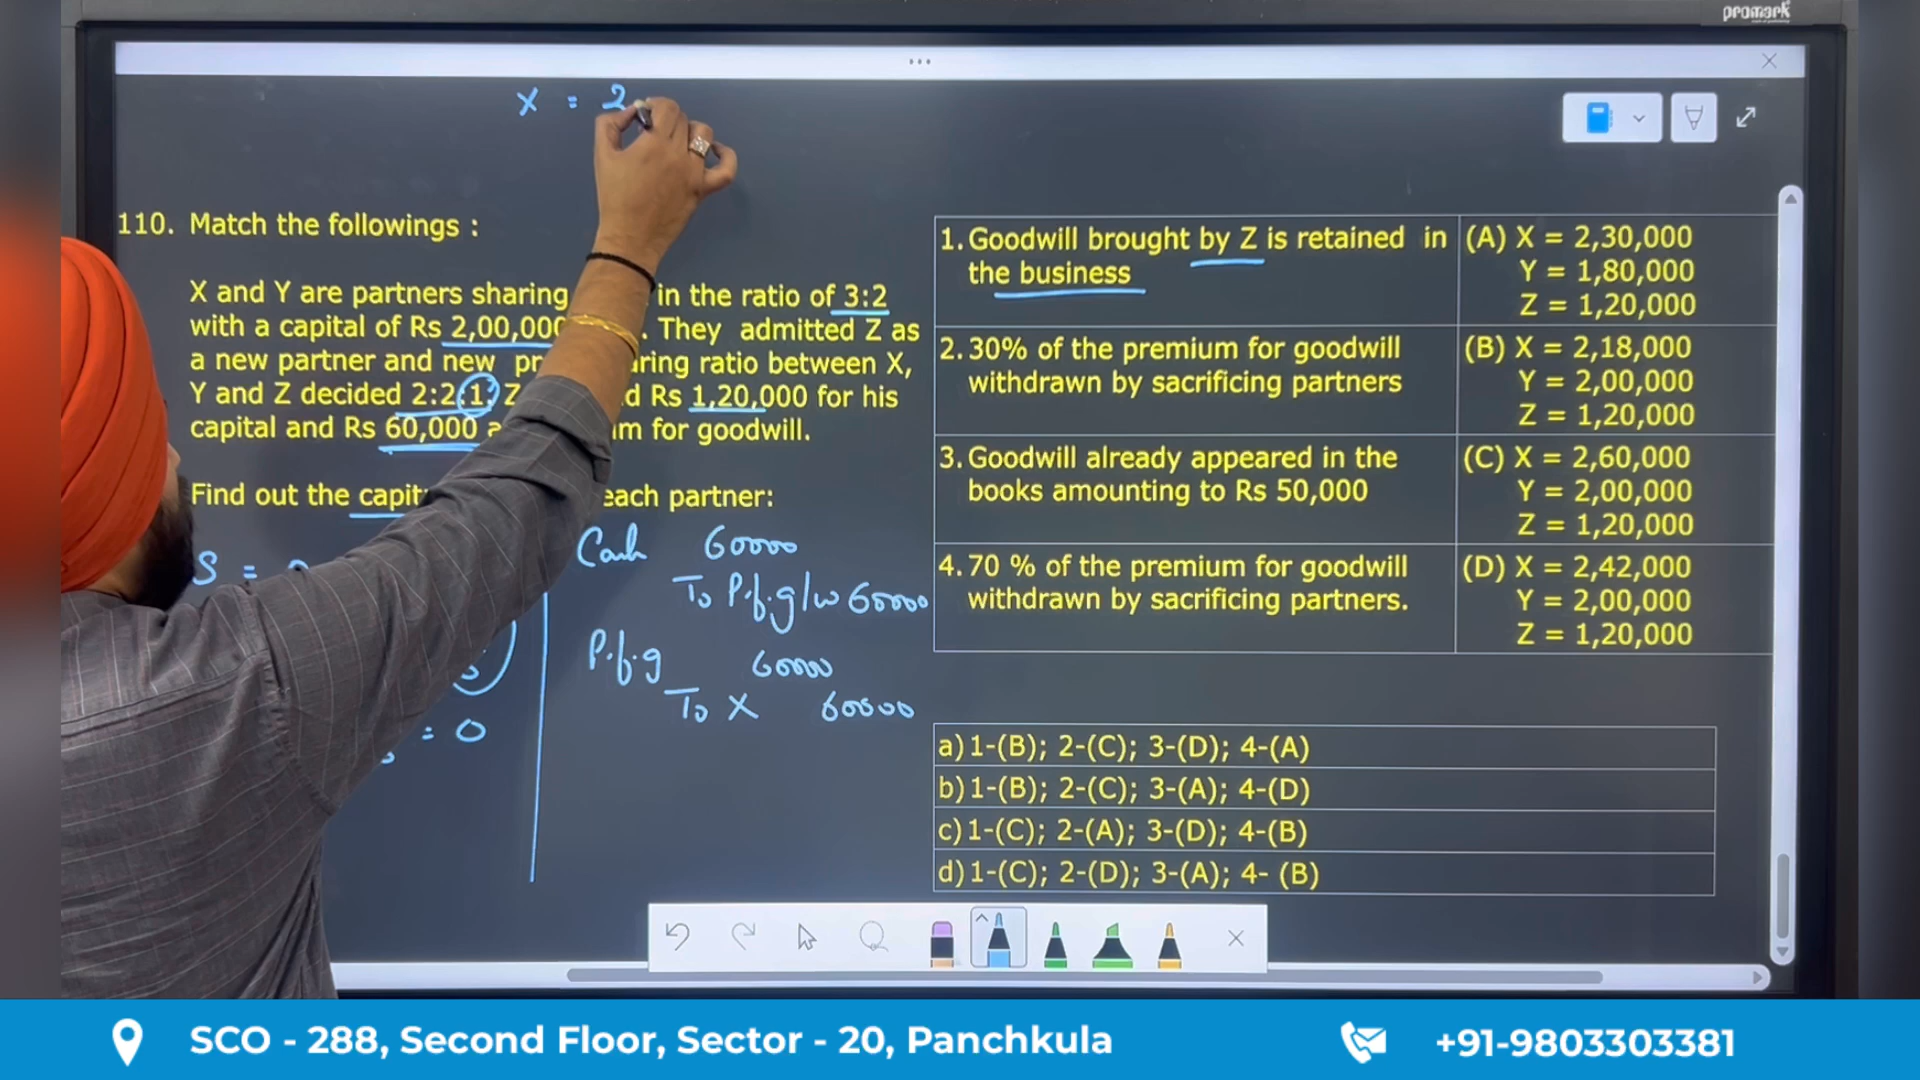 promark
X = 2
110. Match the followings :
X and Y are partners sharing in the ratio of 3:2
with a capital of Rs 2,00,000 . They admitted Z as
a new partner and new ring ratio between X,
Y and Z decided 2:2:1. Z Rs 1,20,000 for his
capital and Rs 60,000 for goodwill.
Find out the each partner:
S =
= 0
Cash 60000
To P.f.g/w 60000
P.f.g 60000
To X 60000
1. Goodwill brought by Z is retained in
the business
(A) X = 2,30,000
Y = 1,80,000
Z = 1,20,000
2. 30% of the premium for goodwill
withdrawn by sacrificing partners
(B) X = 2,18,000
Y = 2,00,000
Z = 1,20,000
3. Goodwill already appeared in the
books amounting to Rs 50,000
(C) X = 2,60,000
Y = 2,00,000
Z = 1,20,000
4. 70 % of the premium for goodwill
withdrawn by sacrificing partners.
(D) X = 2,42,000
Y = 2,00,000
Z = 1,20,000
a) 1-(B); 2-(C); 3-(D); 4-(A)
b) 1-(B); 2-(C); 3-(A); 4-(D)
c) 1-(C); 2-(A); 3-(D); 4-(B)
d) 1-(C); 2-(D); 3-(A); 4- (B)
SCO - 288, Second Floor, Sector - 20, Panchkula
+91-9803303381